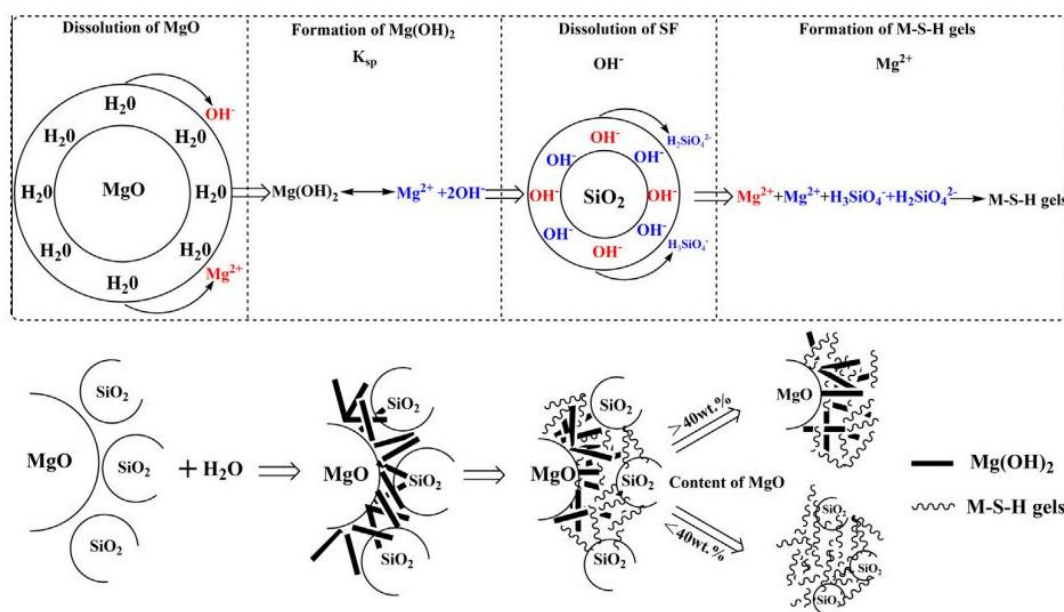 Dissolution of MgO
Formation of Mg(OH)₂
Dissolution of SF
Formation of M-S-H gels
Kₛₚ
OH⁻
Mg²⁺
H₂0
H₂0
H₂0
H₂0
H₂0
H₂0
H₂0
H₂0
MgO
OH⁻
Mg²⁺
Mg(OH)₂
Mg²⁺ +2OH⁻
OH⁻
OH⁻
OH⁻
OH⁻
OH⁻
OH⁻
OH⁻
OH⁻
SiO₂
H₂SiO₄²⁻
H₃SiO₄⁻
Mg²⁺+Mg²⁺+H₃SiO₄⁻+H₂SiO₄²⁻
M-S-H gels
MgO
SiO₂
SiO₂
SiO₂
+ H₂O
MgO
SiO₂
SiO₂
SiO₂
MgO
SiO₂
SiO₂
SiO₂
>40wt.%
Content of MgO
<40wt.%
MgO
SiO₂
SiO₂
SiO₂
Mg(OH)₂
M-S-H gels